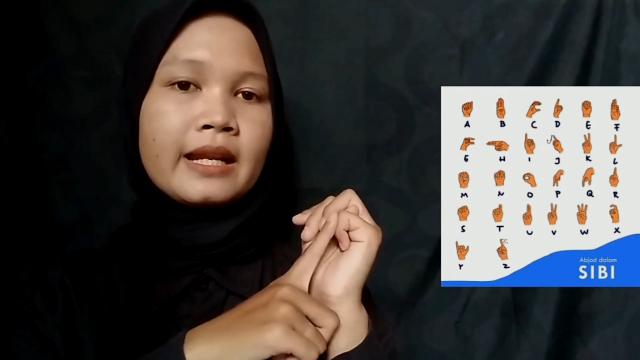 A B C D E F
G H I J K L
M N O P Q R
S T U V W X
Y Z
Abjad dalam
SIBI